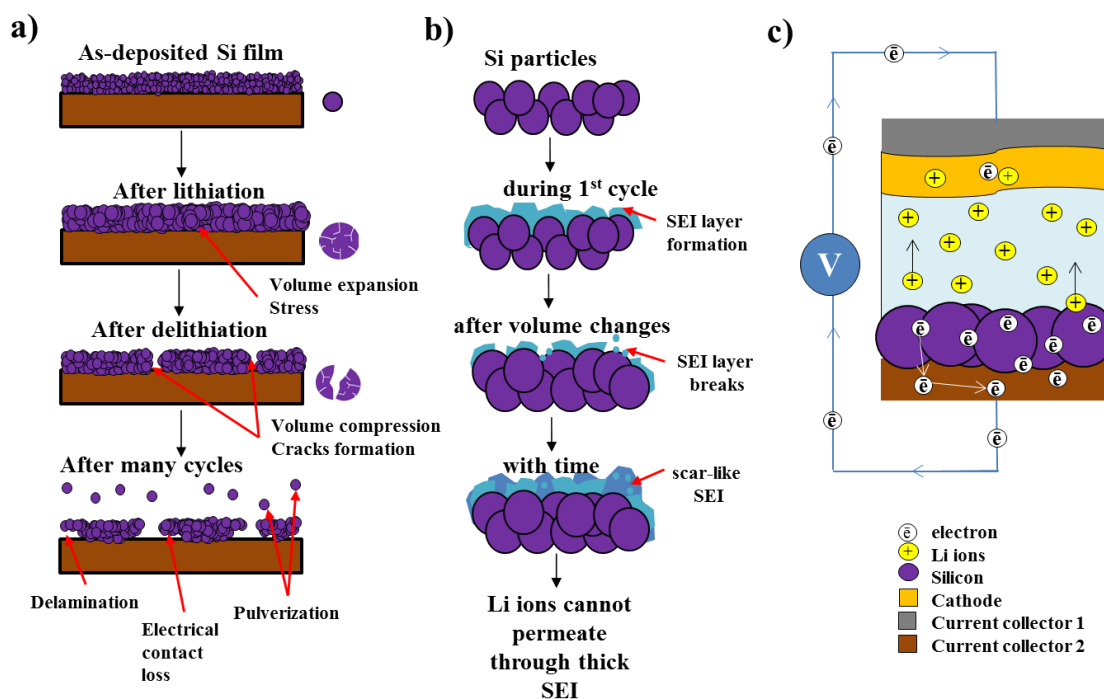 a)
As-deposited Si film
After lithiation
Volume expansion
Stress
After delithiation
Volume compression
Cracks formation
After many cycles
Delamination
Electrical
contact
loss
Pulverization
b)
Si particles
during 1st cycle
SEI layer
formation
after volume changes
SEI layer
breaks
with time
scar-like
SEI
Li ions cannot
permeate
through thick
SEI
c)
ē
ē
ē
+
ē
+
+
+
+
+
+
+
V
+
+
+
+
ē
ē
ē
ē
ē
ē
ē
ē
ē
ē
ē
ē electron
+ Li ions
Silicon
Cathode
Current collector 1
Current collector 2